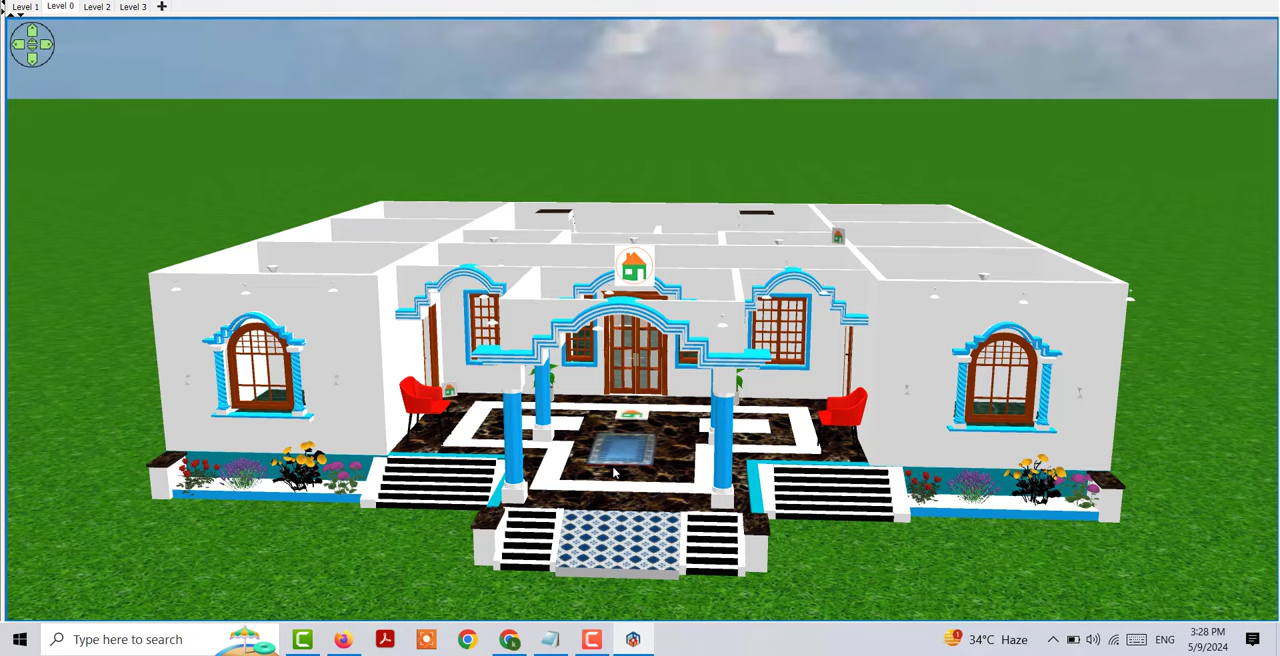 Level 1 Level 0 Level 2 Level 3
Type here to search
1
34°C Haze
ENG
3:28 PM
5/9/2024